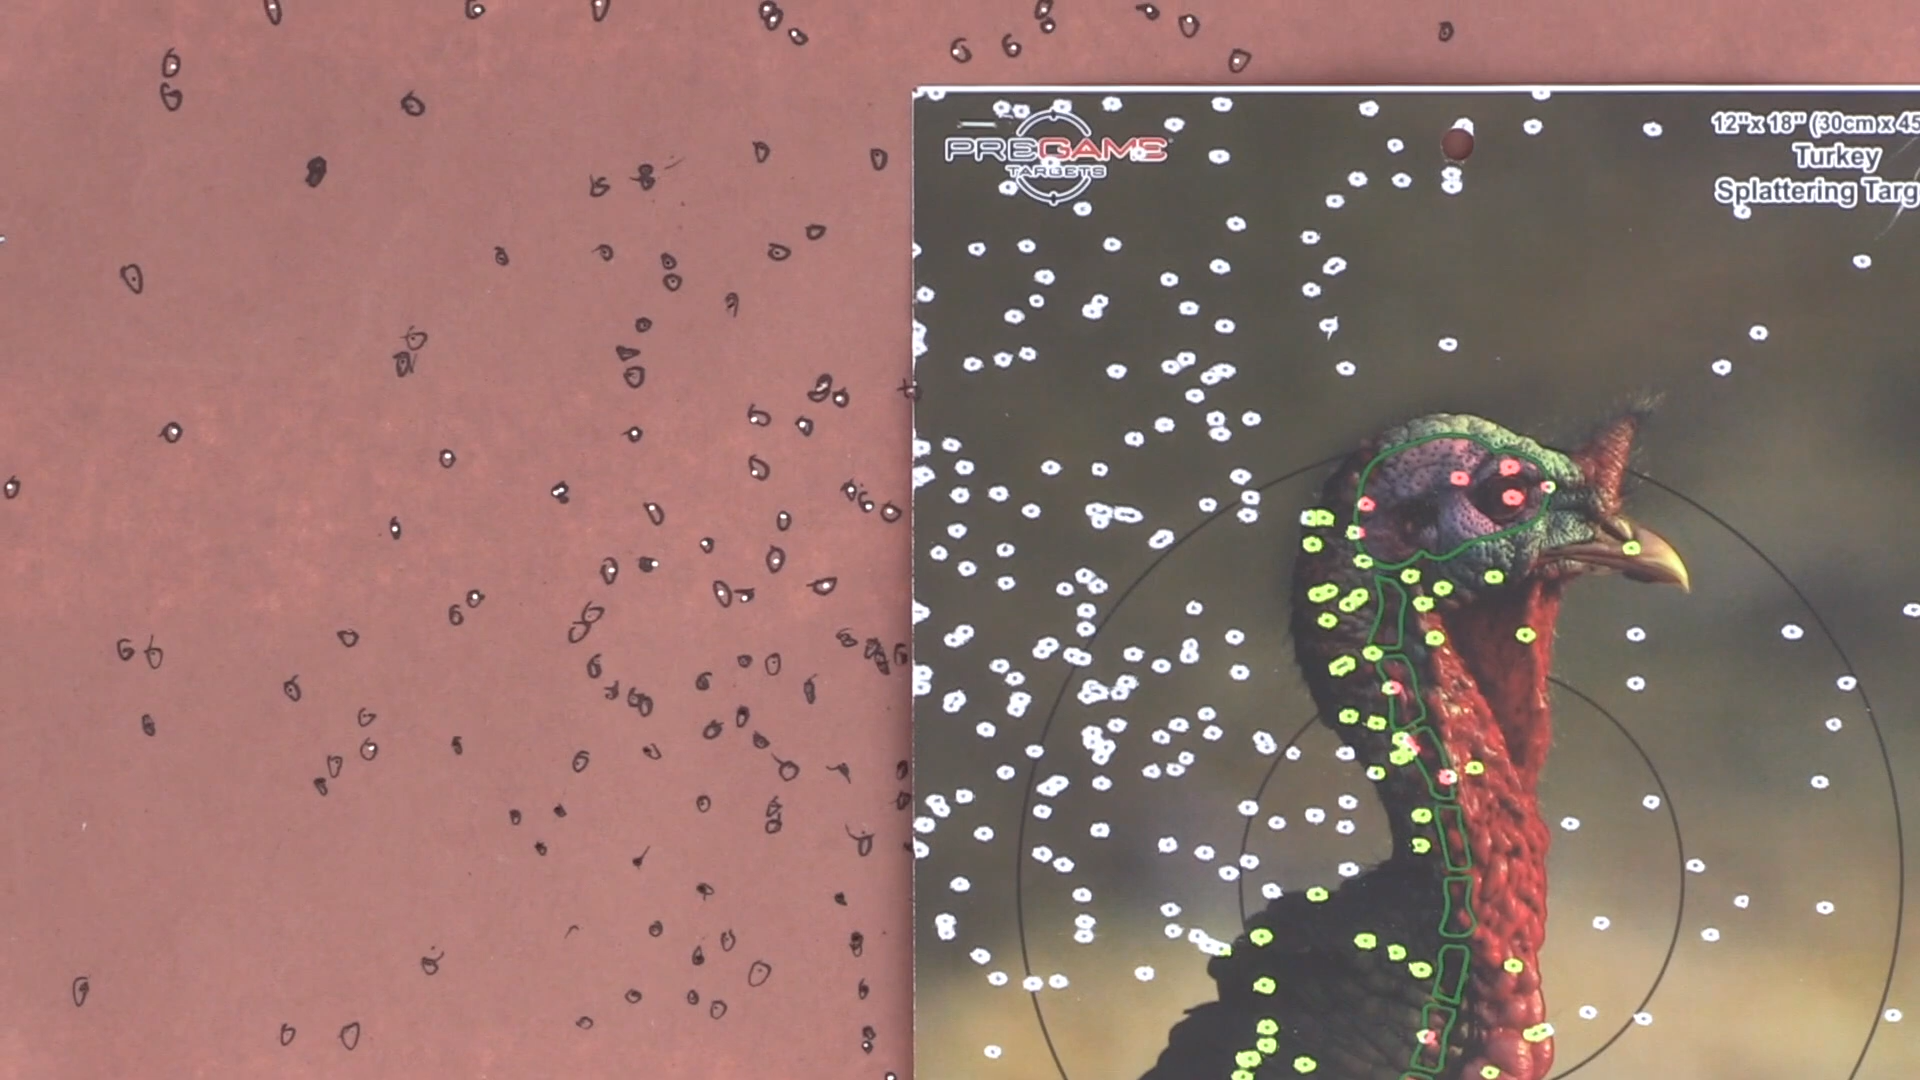 PREGAME
TARGETS
12"x 18" (30cm x 45
Turkey
Splattering Targ